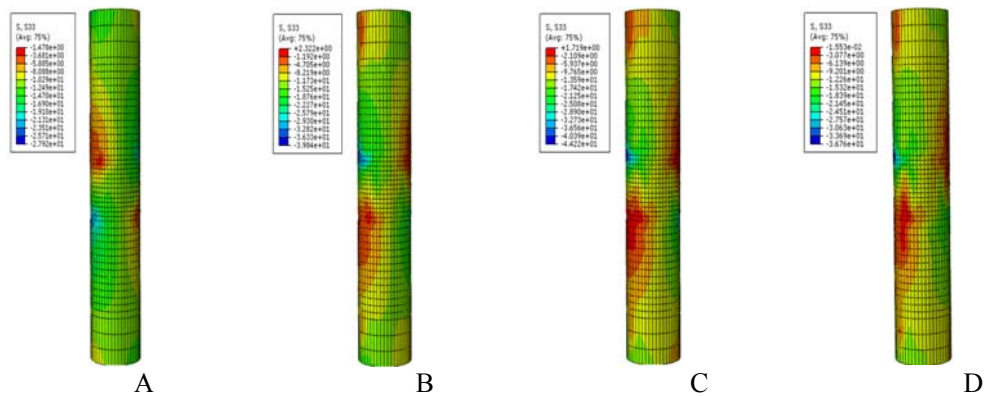 S, S33
(Avg: 75%)
-1.478e+00
-3.681e+00
-5.885e+00
-8.088e+00
-1.029e+01
-1.249e+01
-1.470e+01
-1.690e+01
-1.910e+01
-2.131e+01
-2.351e+01
-2.571e+01
-2.792e+01
A
S, S33
(Avg: 75%)
+2.322e+00
-1.192e+00
-4.705e+00
-8.219e+00
-1.173e+01
-1.525e+01
-1.876e+01
-2.227e+01
-2.579e+01
-2.930e+01
-3.282e+01
-3.633e+01
-3.984e+01
B
S, S33
(Avg: 75%)
+1.719e+00
-2.109e+00
-5.937e+00
-9.765e+00
-1.359e+01
-1.742e+01
-2.125e+01
-2.508e+01
-2.890e+01
-3.273e+01
-3.656e+01
-4.039e+01
-4.422e+01
C
S, S33
(Avg: 75%)
-1.553e-02
-3.077e+00
-6.139e+00
-9.201e+00
-1.226e+01
-1.532e+01
-1.839e+01
-2.145e+01
-2.451e+01
-2.757e+01
-3.063e+01
-3.369e+01
-3.676e+01
D